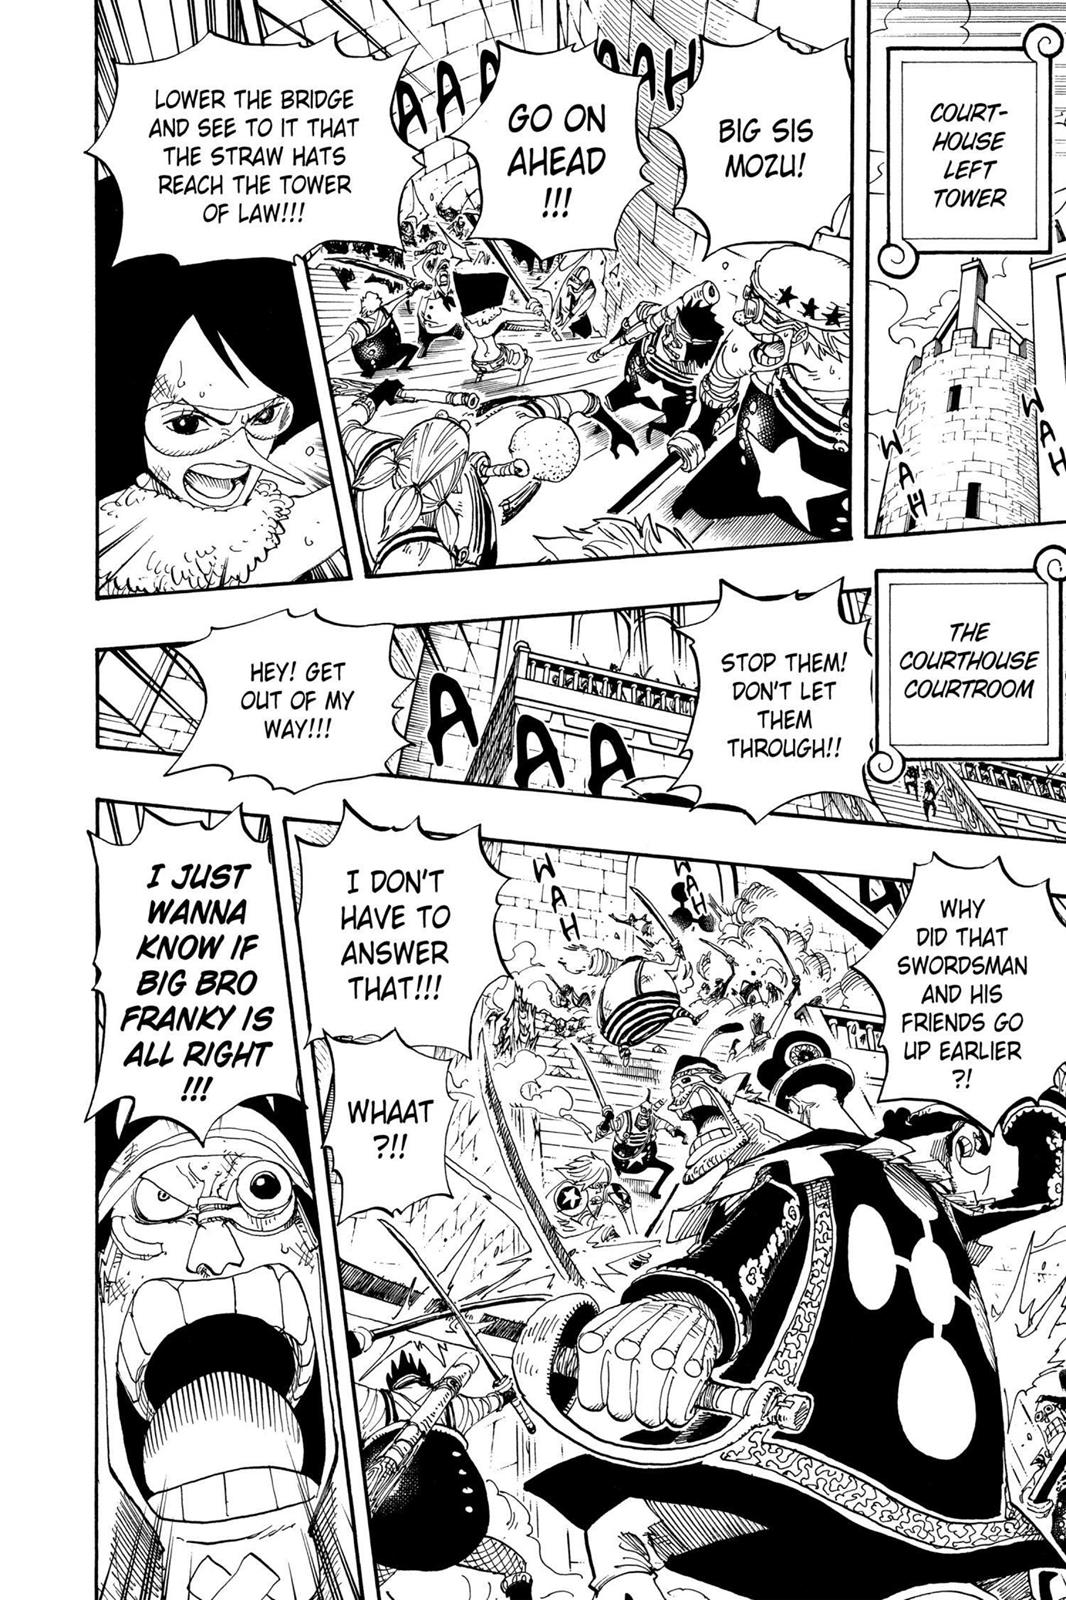 COURT-
HOUSE
LEFT
TOWER
WAH
WAH
BIG SIS
MOZU!
GO ON
AHEAD
!!!
AAAAAH
LOWER THE BRIDGE
AND SEE TO IT THAT
THE STRAW HATS
REACH THE TOWER
OF LAW!!!
THE
COURTHOUSE
COURTROOM
STOP THEM!
DON'T LET
THEM
THROUGH!!
AAA
HEY! GET
OUT OF MY
WAY!!!
WHY
DID THAT
SWORDSMAN
AND HIS
FRIENDS GO
UP EARLIER
?!
WAH
WAH
I DON'T
HAVE TO
ANSWER
THAT!!!
WHAAT
?!!
I JUST
WANNA
KNOW IF
BIG BRO
FRANKY IS
ALL RIGHT
!!!